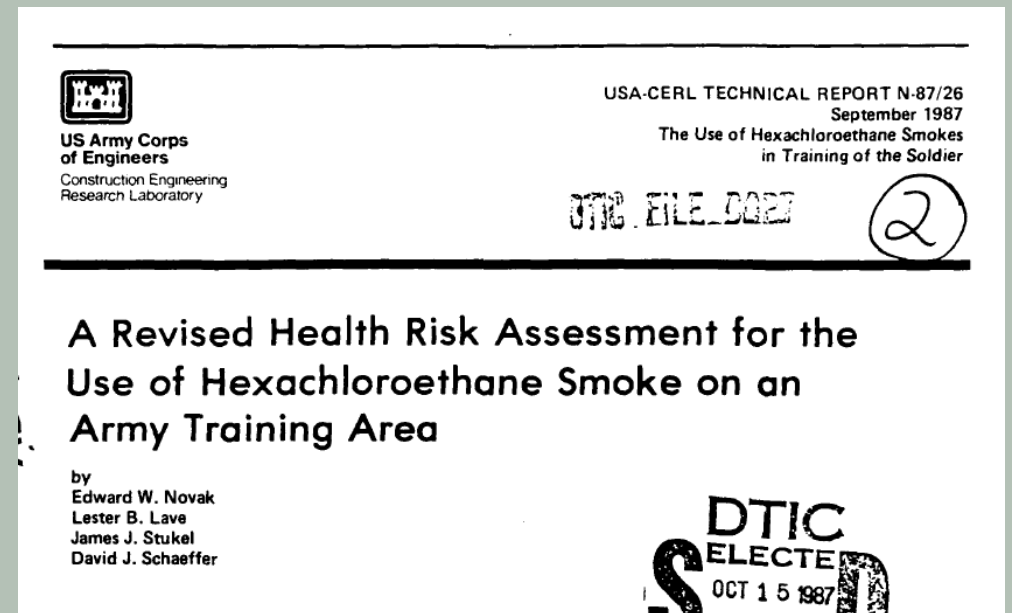 US Army Corps
of Engineers
Construction Engineering
Research Laboratory
USA-CERL TECHNICAL REPORT N-87/26
September 1987
The Use of Hexachloroethane Smokes
in Training of the Soldier
DTIC FILE COPY
2
A Revised Health Risk Assessment for the
Use of Hexachloroethane Smoke on an
Army Training Area
by
Edward W. Novak
Lester B. Lave
James J. Stukel
David J. Schaeffer
DTIC
SELECTED
OCT 15 1987